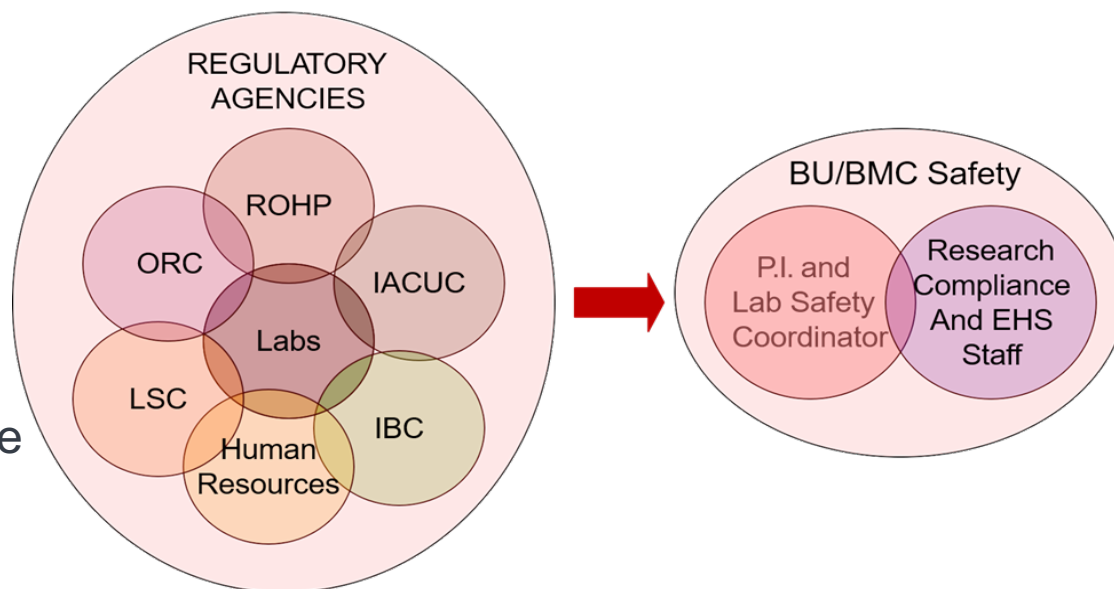 REGULATORY
AGENCIES
ROHP
ORC
IACUC
Labs
LSC
IBC
Human
Resources
e
BU/BMC Safety
P.I. and
Lab Safety
Coordinator
Research
Compliance
And EHS
Staff